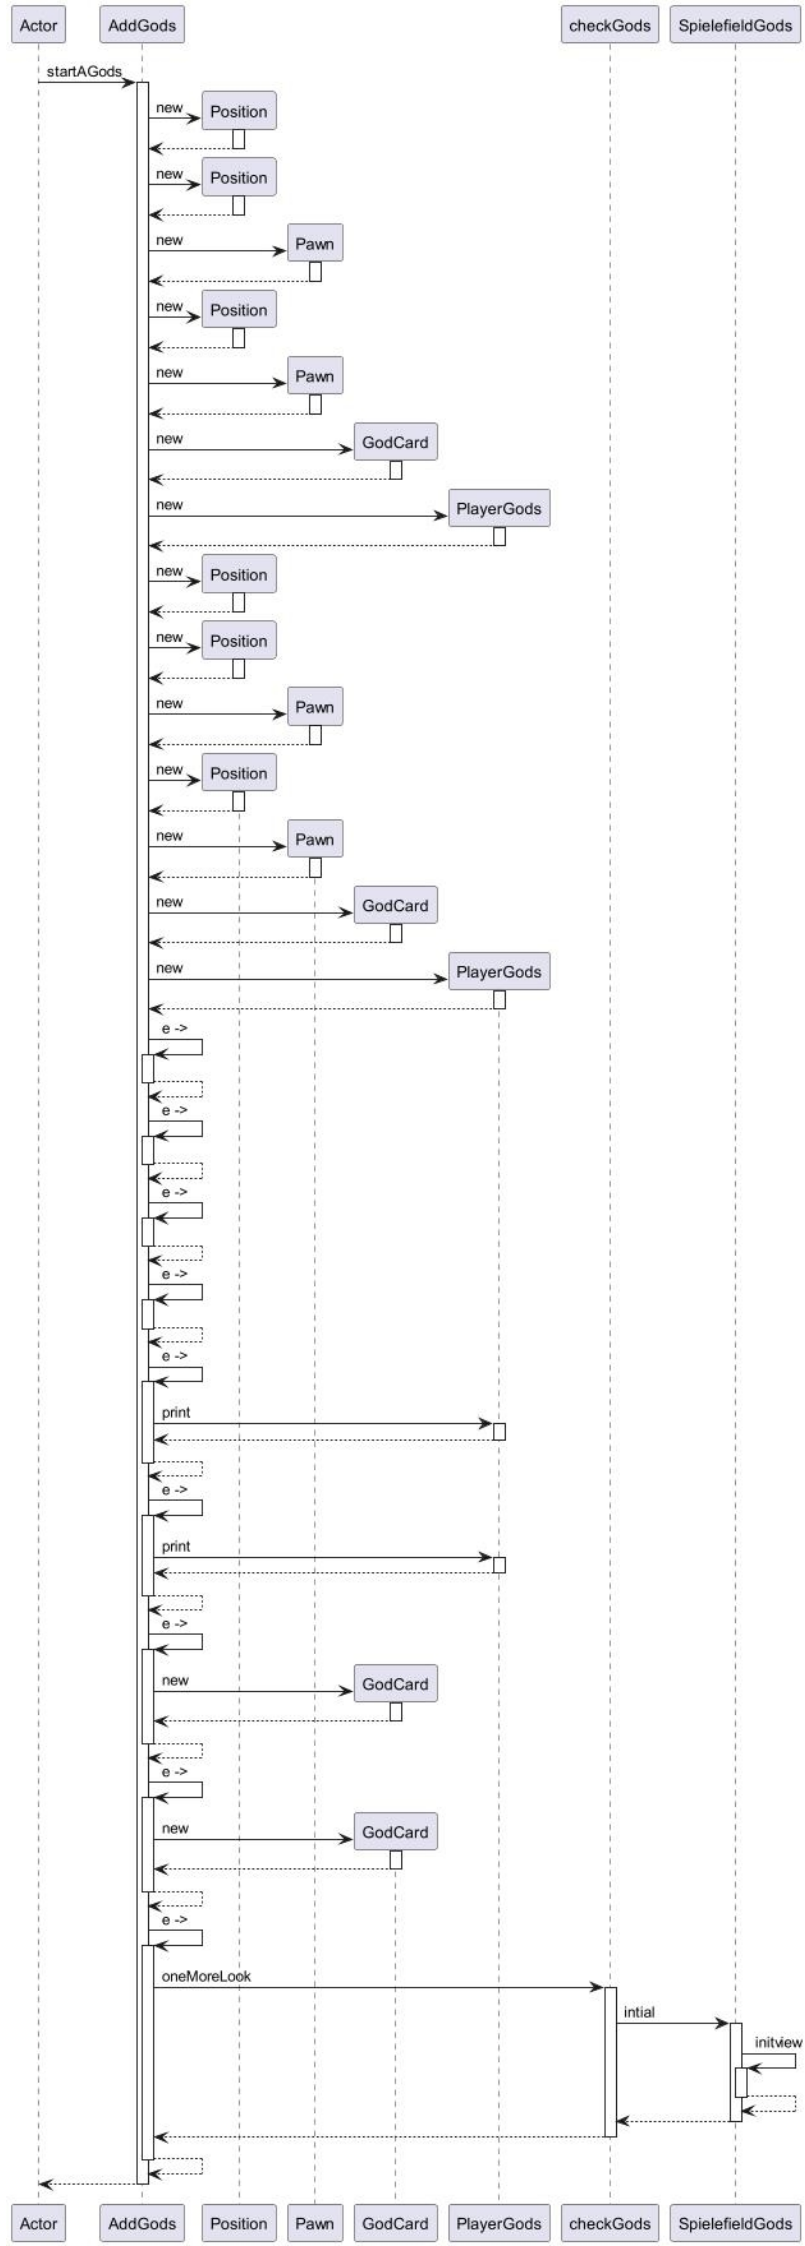 Actor AddGods checkGods SpielefieldGods
startAGods
new Position
new Position
new Pawn
new Position
new Pawn
new GodCard
new PlayerGods
new Position
new Position
new Pawn
new Position
new Pawn
new GodCard
new PlayerGods
e ->
e ->
e ->
e ->
e ->
print
e ->
print
e ->
new GodCard
e ->
new GodCard
e ->
oneMoreLook
intial
initview
Actor AddGods Position Pawn GodCard PlayerGods checkGods SpielefieldGods